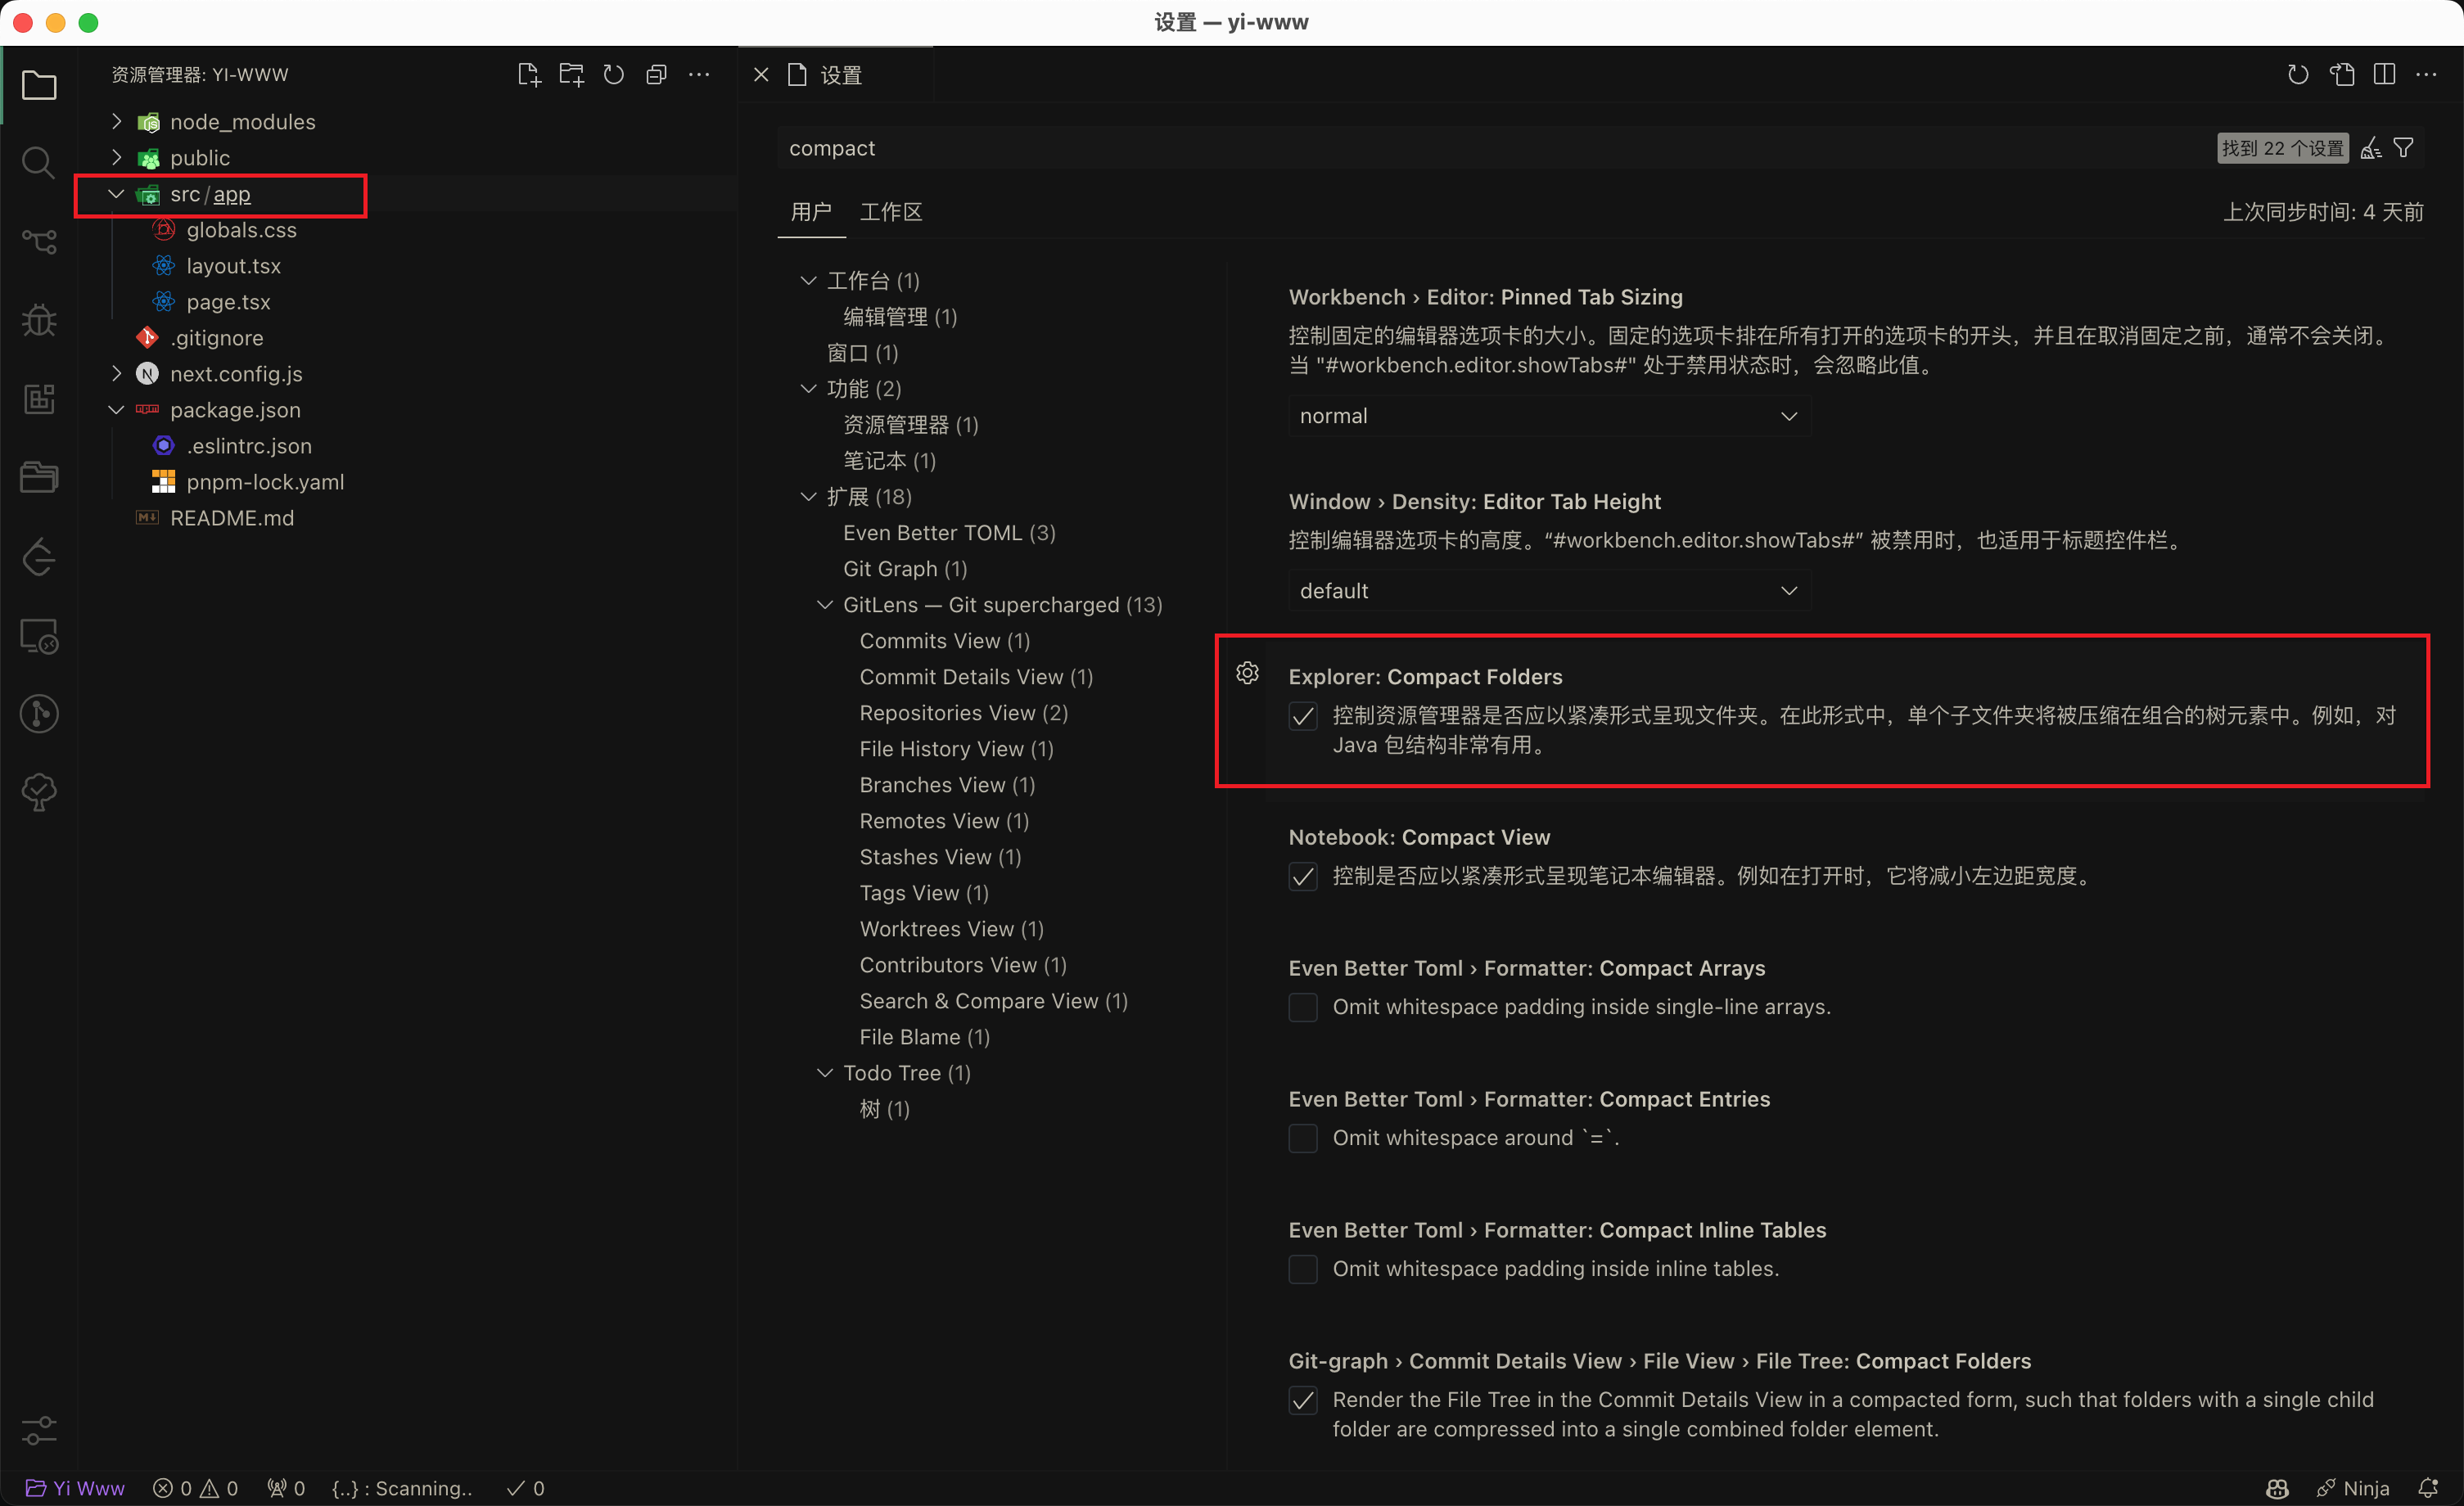 设置 — yi-www
资源管理器: YI-WWW
node_modules
public
src/app
globals.css
layout.tsx
page.tsx
.gitignore
next.config.js
package.json
.eslintrc.json
pnpm-lock.yaml
README.md
设置
compact
找到 22 个设置
用户 工作区
上次同步时间: 4 天前
工作台 (1)
编辑管理 (1)
窗口 (1)
功能 (2)
资源管理器 (1)
笔记本 (1)
扩展 (18)
Even Better TOML (3)
Git Graph (1)
GitLens — Git supercharged (13)
Commits View (1)
Commit Details View (1)
Repositories View (2)
File History View (1)
Branches View (1)
Remotes View (1)
Stashes View (1)
Tags View (1)
Worktrees View (1)
Contributors View (1)
Search & Compare View (1)
File Blame (1)
Todo Tree (1)
树 (1)
Workbench › Editor: Pinned Tab Sizing
控制固定的编辑器选项卡的大小。固定的选项卡排在所有打开的选项卡的开头，并且在取消固定之前，通常不会关闭。
当 "#workbench.editor.showTabs#" 处于禁用状态时，会忽略此值。
normal
Window › Density: Editor Tab Height
控制编辑器选项卡的高度。“#workbench.editor.showTabs#” 被禁用时，也适用于标题控件栏。
default
Explorer: Compact Folders
控制资源管理器是否应以紧凑形式呈现文件夹。在此形式中，单个子文件夹将被压缩在组合的树元素中。例如，对
Java 包结构非常有用。
Notebook: Compact View
控制是否应以紧凑形式呈现笔记本编辑器。例如在打开时，它将减小左边距宽度。
Even Better Toml › Formatter: Compact Arrays
Omit whitespace padding inside single-line arrays.
Even Better Toml › Formatter: Compact Entries
Omit whitespace around `=`.
Even Better Toml › Formatter: Compact Inline Tables
Omit whitespace padding inside inline tables.
Git-graph › Commit Details View › File View › File Tree: Compact Folders
Render the File Tree in the Commit Details View in a compacted form, such that folders with a single child
folder are compressed into a single combined folder element.
Yi Www 0 0 0 {..} : Scanning.. 0
Ninja